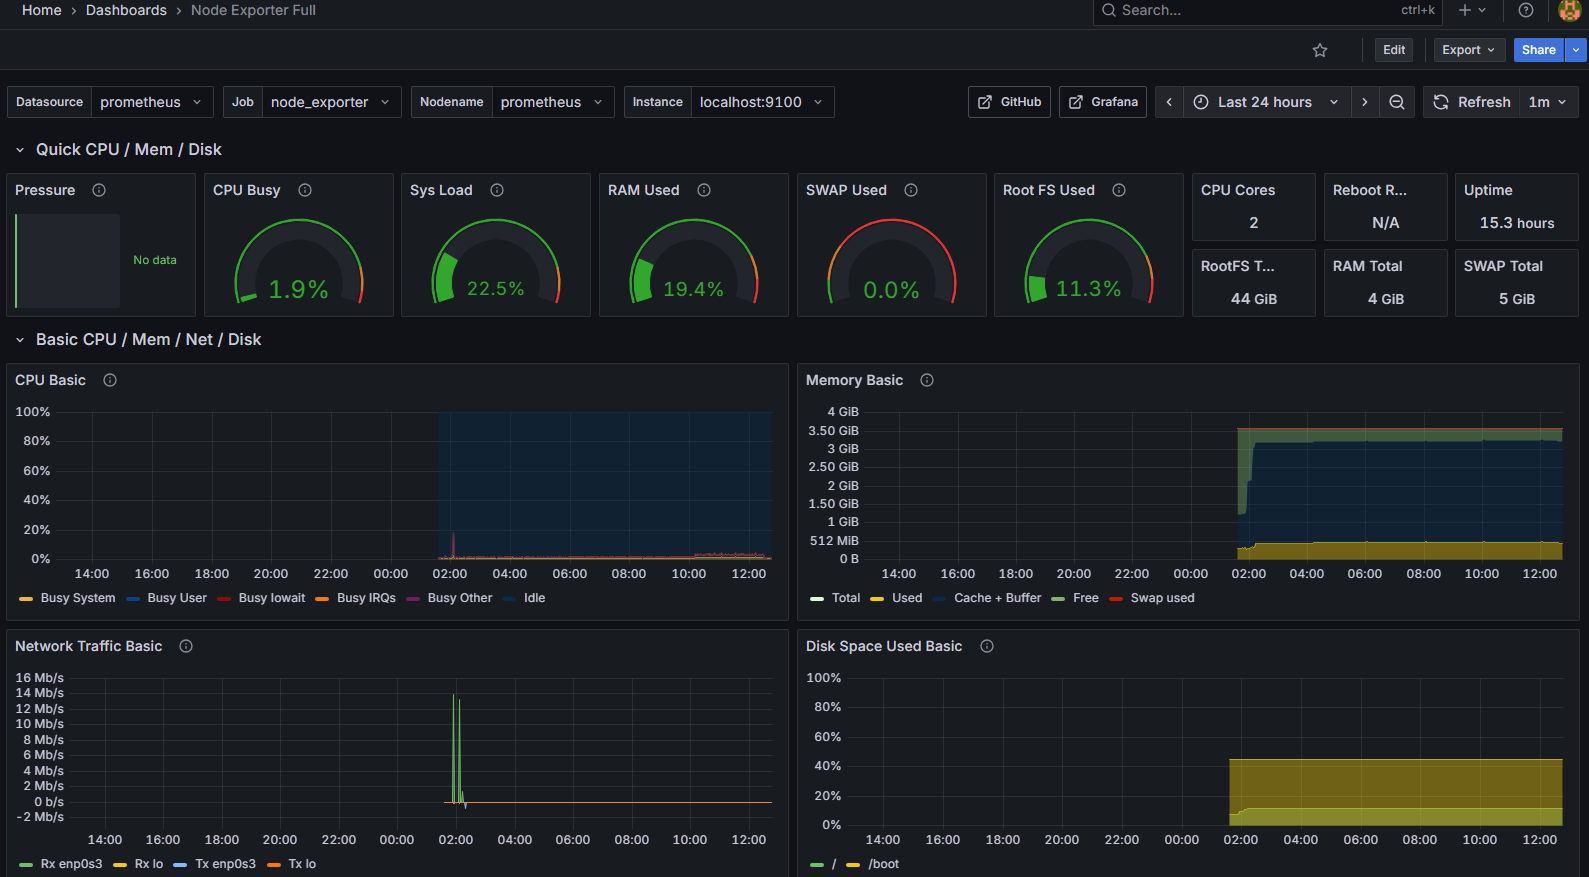 Home › Dashboards › Node Exporter Full
Search... ctrl+k
Edit Export Share
Datasource prometheus Job node_exporter Nodename prometheus Instance localhost:9100 GitHub Grafana Last 24 hours Refresh 1m
Quick CPU / Mem / Disk
Pressure
No data
CPU Busy
1.9%
Sys Load
22.5%
RAM Used
19.4%
SWAP Used
0.0%
Root FS Used
11.3%
CPU Cores
2
Reboot R...
N/A
Uptime
15.3 hours
RootFS T...
44 GiB
RAM Total
4 GiB
SWAP Total
5 GiB
Basic CPU / Mem / Net / Disk
CPU Basic
100%
80%
60%
40%
20%
0%
14:00 16:00 18:00 20:00 22:00 00:00 02:00 04:00 06:00 08:00 10:00 12:00
Busy System Busy User Busy Iowait Busy IRQs Busy Other Idle
Memory Basic
4 GiB
3.50 GiB
3 GiB
2.50 GiB
2 GiB
1.50 GiB
1 GiB
512 MiB
0 B
14:00 16:00 18:00 20:00 22:00 00:00 02:00 04:00 06:00 08:00 10:00 12:00
Total Used Cache + Buffer Free Swap used
Network Traffic Basic
16 Mb/s
14 Mb/s
12 Mb/s
10 Mb/s
8 Mb/s
6 Mb/s
4 Mb/s
2 Mb/s
0 b/s
-2 Mb/s
14:00 16:00 18:00 20:00 22:00 00:00 02:00 04:00 06:00 08:00 10:00 12:00
Rx enp0s3 Rx lo Tx enp0s3 Tx lo
Disk Space Used Basic
100%
80%
60%
40%
20%
0%
14:00 16:00 18:00 20:00 22:00 00:00 02:00 04:00 06:00 08:00 10:00 12:00
/ /boot